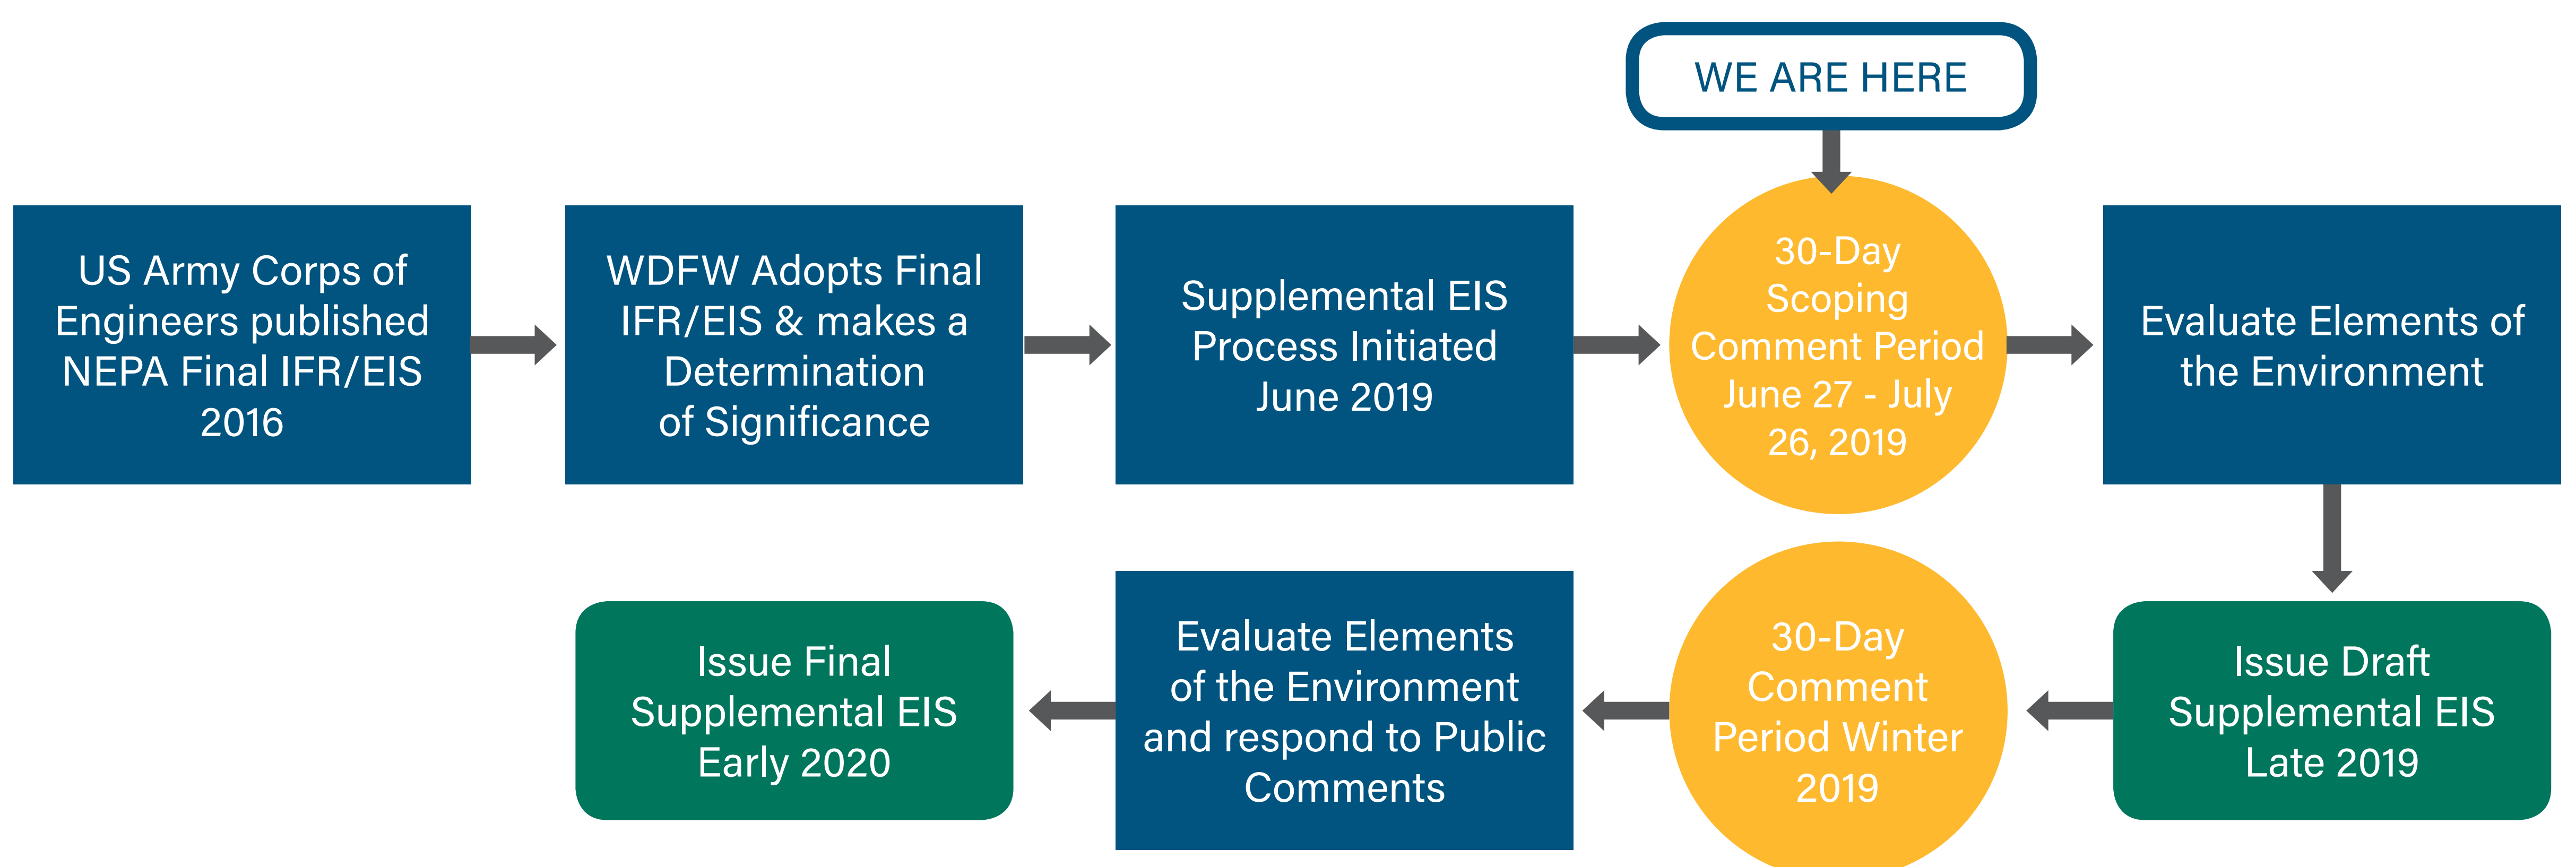 WE ARE HERE
US Army Corps of
Engineers published
NEPA Final IFR/EIS
2016
WDFW Adopts Final
IFR/EIS & makes a
Determination
of Significance
Supplemental EIS
Process Initiated
June 2019
30-Day
Scoping
Comment Period
June 27 - July
26, 2019
Evaluate Elements of
the Environment
Issue Draft
Supplemental EIS
Late 2019
30-Day
Comment
Period Winter
2019
Evaluate Elements
of the Environment
and respond to Public
Comments
Issue Final
Supplemental EIS
Early 2020